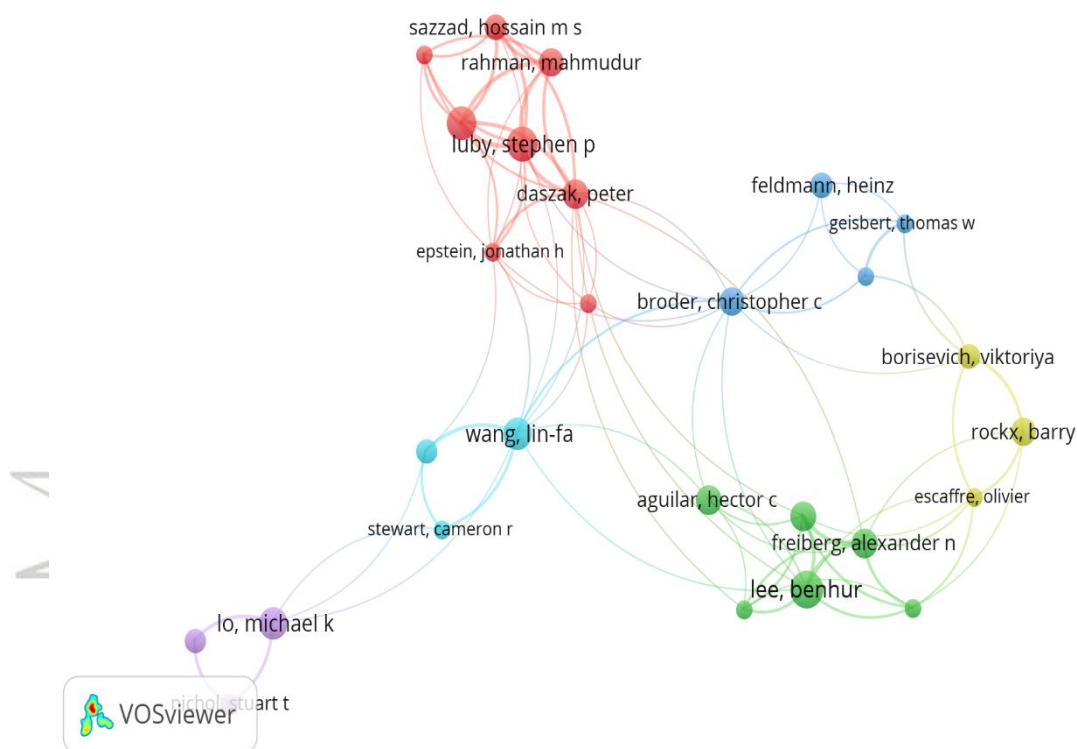 sazzad, hossain m s
rahman, mahmudur
luby, stephen p
daszak, peter
feldmann, heinz
geisbert, thomas w
epstein, jonathan h
broder, christopher c
borisevich, viktoriya
wang, lin-fa
rockx, barry
aguilar, hector c
escaffre, olivier
stewart, cameron r
freiberg, alexander n
lee, benhur
lo, michael k
nichol, stuart t
VOSviewer